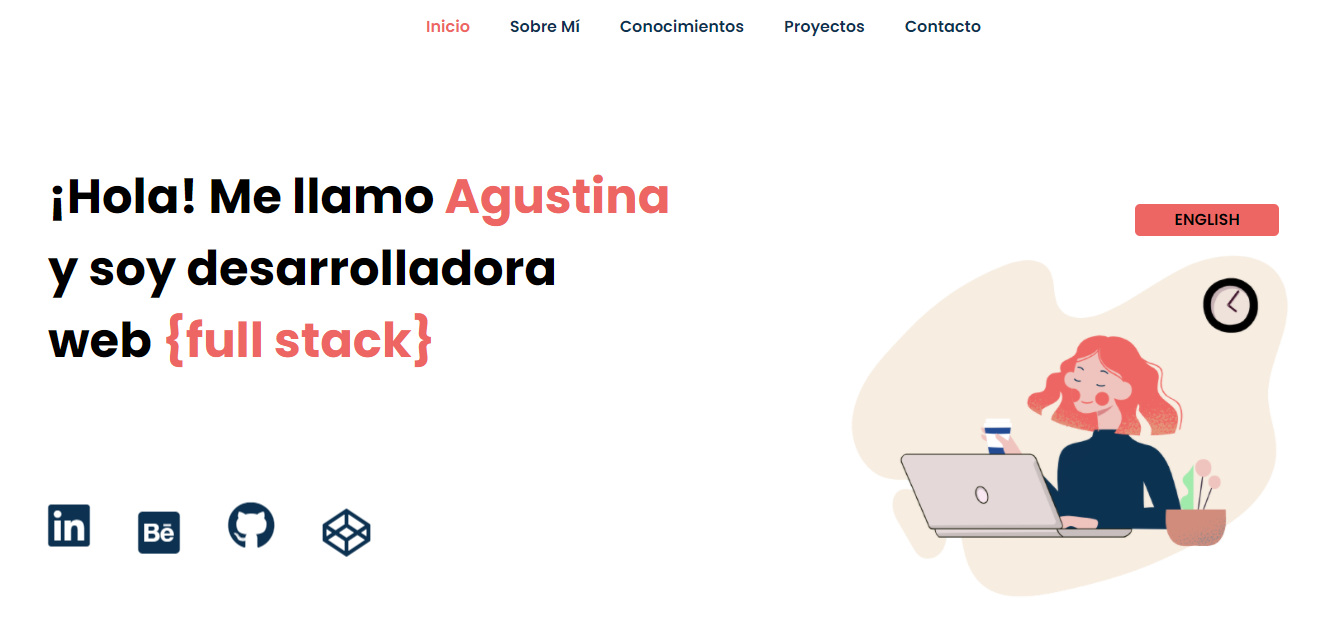 Inicio Sobre Mí Conocimientos Proyectos Contacto
¡Hola! Me llamo Agustina
y soy desarrolladora
web {full stack}
ENGLISH
in Bē